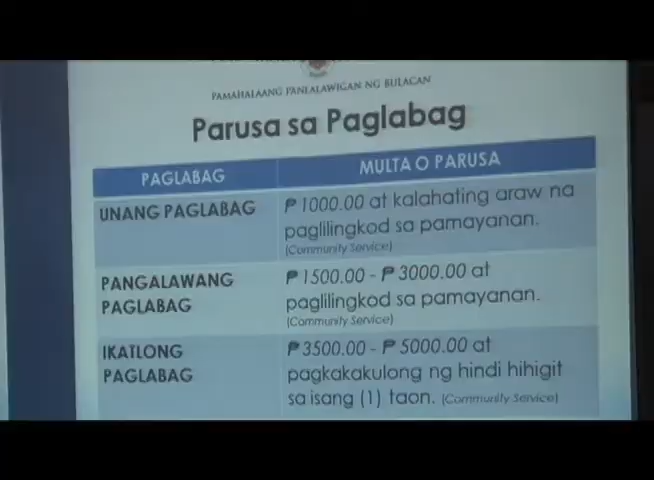 PAMAHALAANG PANLALAWIGAN NG BULACAN
Parusa sa Paglabag
PAGLABAG
MULTA O PARUSA
UNANG PAGLABAG
₱ 1000.00 at kalahating araw na
paglilingkod sa pamayanan.
(Community Service)
PANGALAWANG
PAGLABAG
₱ 1500.00 - ₱ 3000.00 at
paglilingkod sa pamayanan.
(Community Service)
IKATLONG
PAGLABAG
₱ 3500.00 - ₱ 5000.00 at
pagkakakulong ng hindi hihigit
sa isang (1) taon. (Community Service)